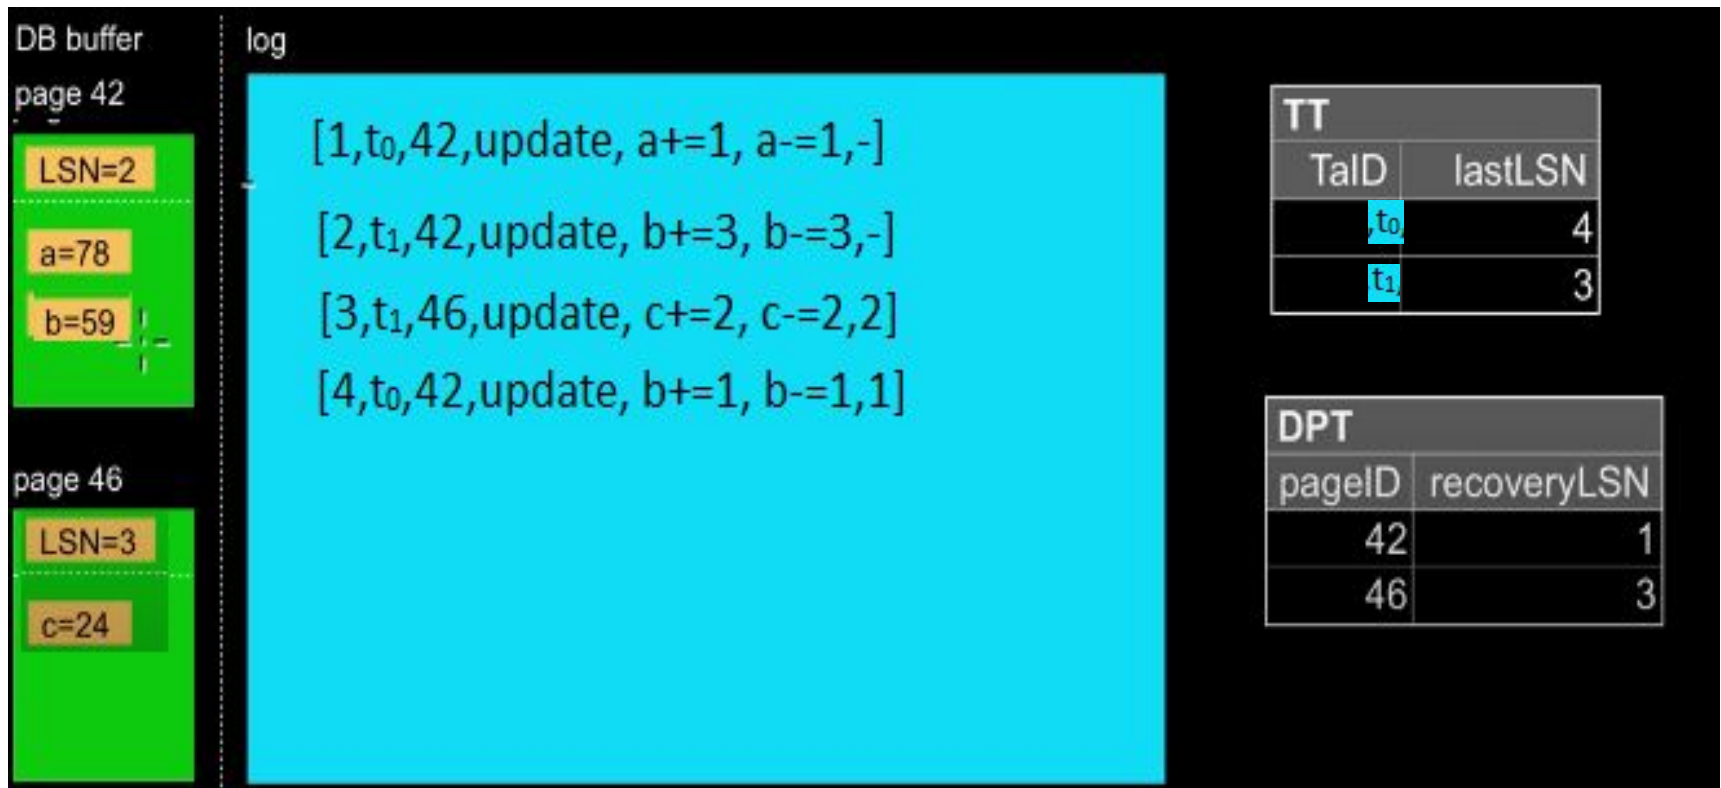 DB buffer
page 42
LSN=2
a=78
b=59
page 46
LSN=3
c=24
log
[1,t₀,42,update, a+=1, a-=1,-]
[2,t₁,42,update, b+=3, b-=3,-]
[3,t₁,46,update, c+=2, c-=2,2]
[4,t₀,42,update, b+=1, b-=1,1]
TT
TaID lastLSN
,t₀, 4
t₁, 3
DPT
pageID recoveryLSN
42 1
46 3